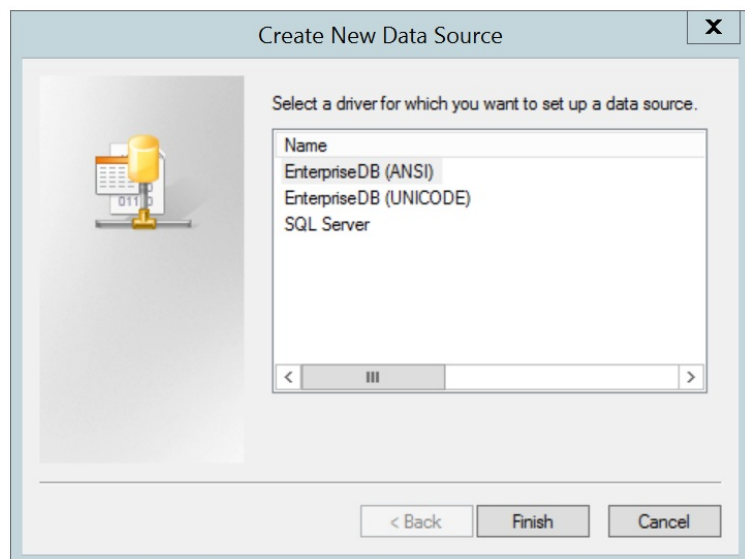 Create New Data Source
X
Select a driver for which you want to set up a data source.
Name
EnterpriseDB (ANSI)
EnterpriseDB (UNICODE)
SQL Server
< Back
Finish
Cancel